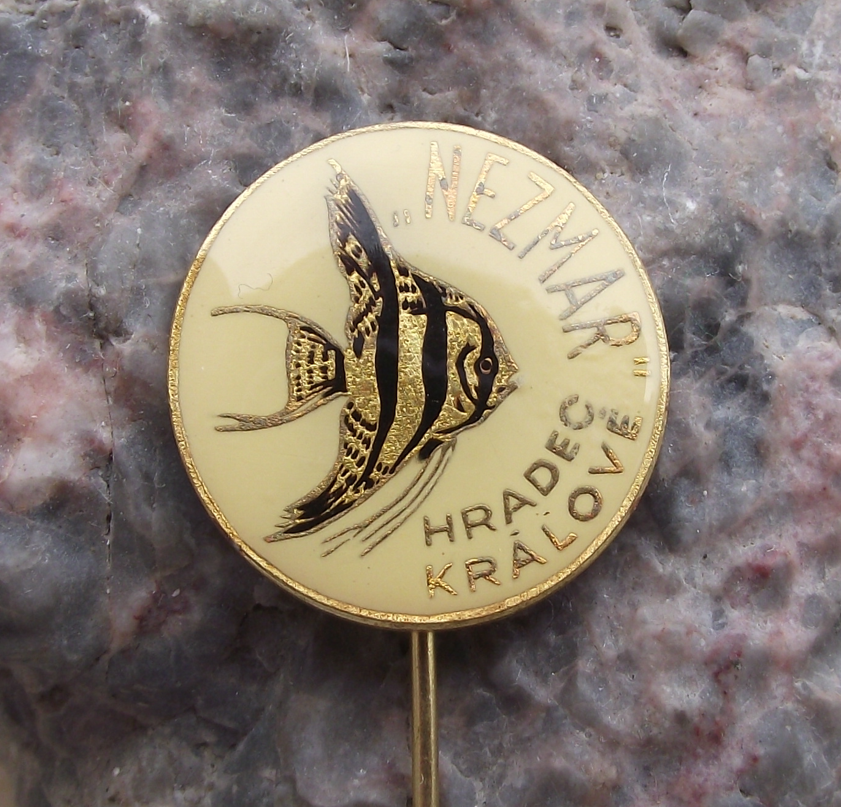 „NEZMAR"
HRADEC
KRÁLOVÉ